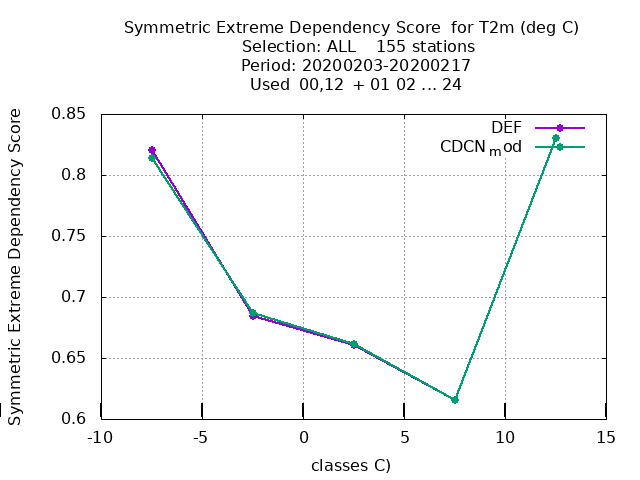 Symmetric Extreme Dependency Score  for T2m (deg C)
Selection: ALL    155 stations
Period: 20200203-20200217
Used  00,12  + 01 02 ... 24
DEF
CDCNmod
Symmetric Extreme Dependency Score
0.85
0.8
0.75
0.7
0.65
0.6
-10 -5 0 5 10 15
classes C)